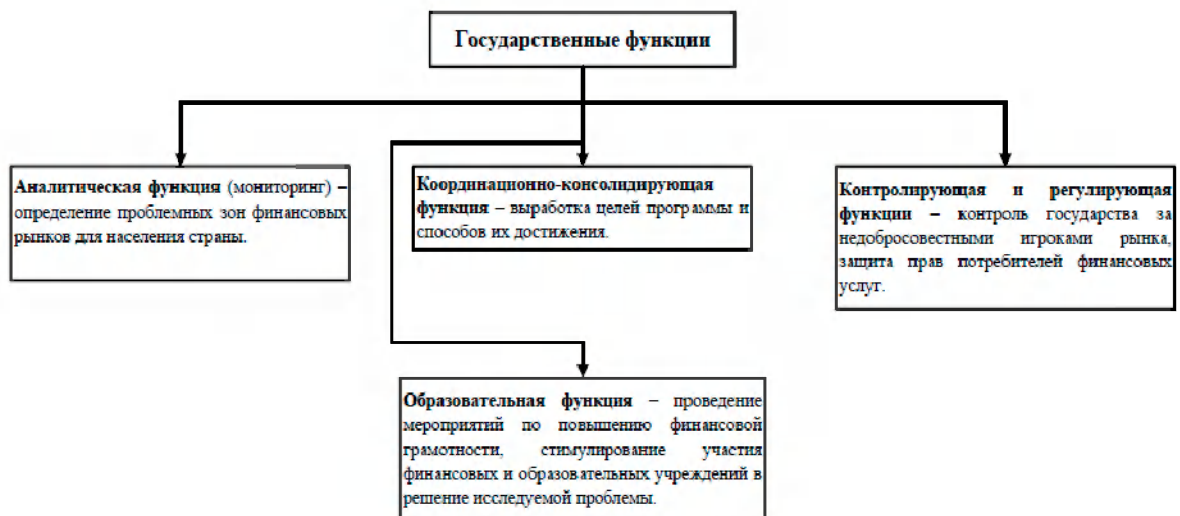 Государственные функции
Аналитическая функция (мониторинг) –
определение проблемных зон финансовых
рынков для населения страны.
Координационно-консолидирующая
функция – выработка целей программы и
способов их достижения.
Контролирующая и регулирующая
функции – контроль государства за
недобросовестными игроками рынка,
защита прав потребителей финансовых
услуг.
Образовательная функция – проведение
мероприятий по повышению финансовой
грамотности, стимулирование участия
финансовых и образовательных учреждений в
решение исследуемой проблемы.